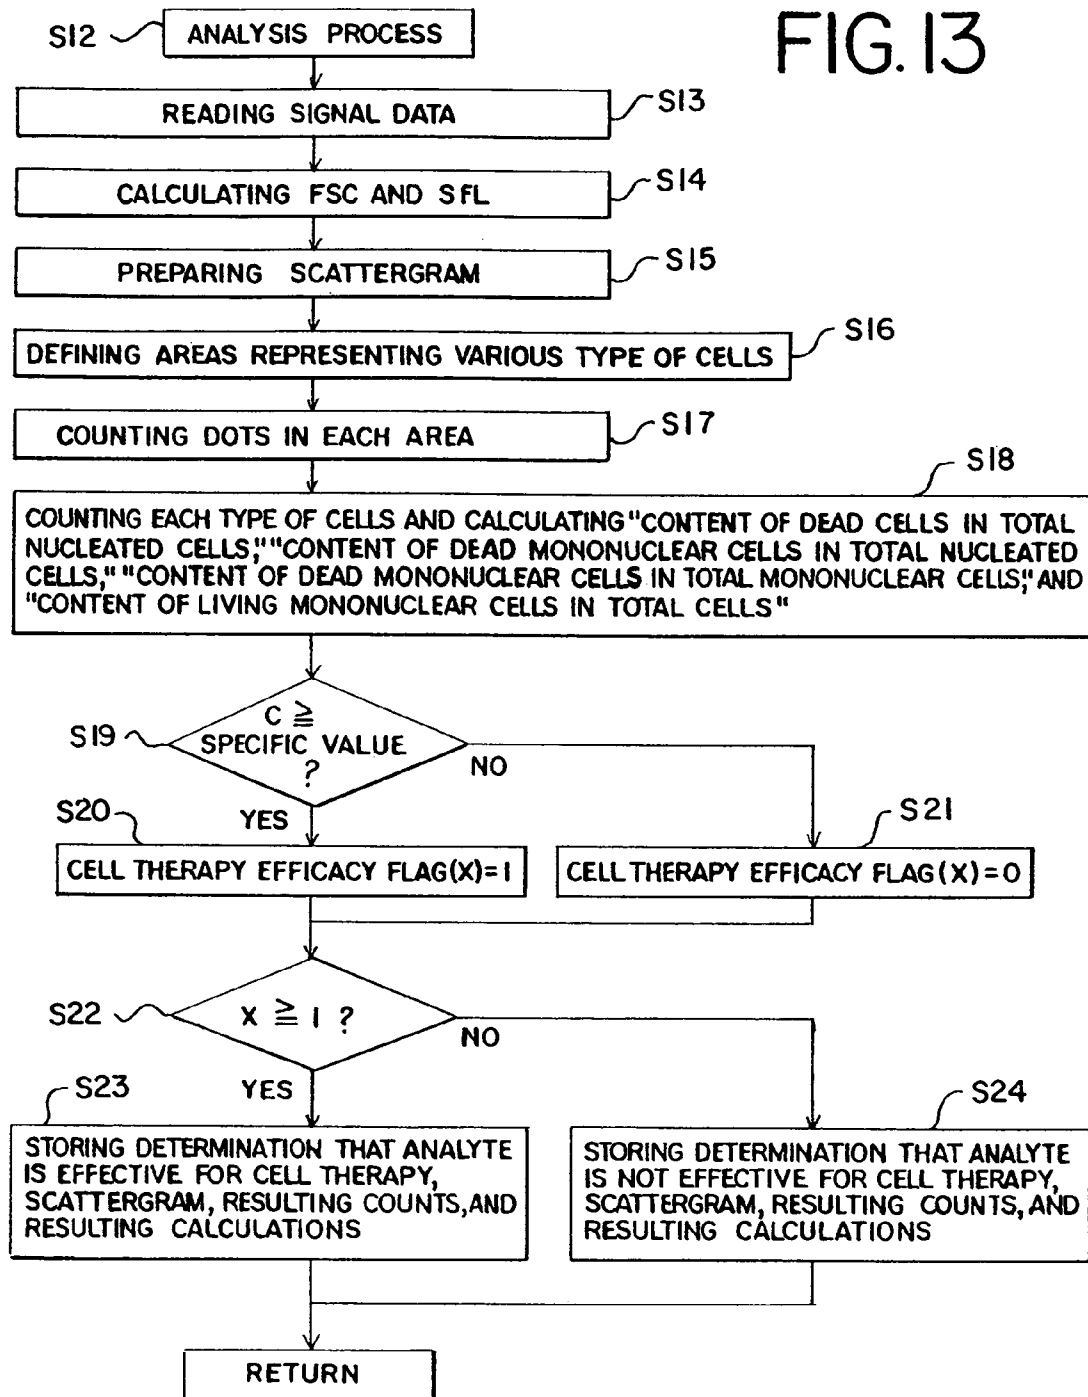 FIG. 13
S12
ANALYSIS PROCESS
READING SIGNAL DATA
S13
CALCULATING FSC AND SfL
S14
PREPARING SCATTERGRAM
S15
DEFINING AREAS REPRESENTING VARIOUS TYPE OF CELLS
S16
COUNTING DOTS IN EACH AREA
S17
S18
COUNTING EACH TYPE OF CELLS AND CALCULATING "CONTENT OF DEAD CELLS IN TOTAL
NUCLEATED CELLS," "CONTENT OF DEAD MONONUCLEAR CELLS IN TOTAL NUCLEATED
CELLS," "CONTENT OF DEAD MONONUCLEAR CELLS IN TOTAL MONONUCLEAR CELLS," AND
"CONTENT OF LIVING MONONUCLEAR CELLS IN TOTAL CELLS"
S19
C ≧
SPECIFIC VALUE
?
NO
YES
S20
S21
CELL THERAPY EFFICACY FLAG(X)=1
CELL THERAPY EFFICACY FLAG(X)=0
S22
X ≧ 1 ?
NO
YES
S23
S24
STORING DETERMINATION THAT ANALYTE
IS EFFECTIVE FOR CELL THERAPY,
SCATTERGRAM, RESULTING COUNTS, AND
RESULTING CALCULATIONS
STORING DETERMINATION THAT ANALYTE
IS NOT EFFECTIVE FOR CELL THERAPY,
SCATTERGRAM, RESULTING COUNTS, AND
RESULTING CALCULATIONS
RETURN